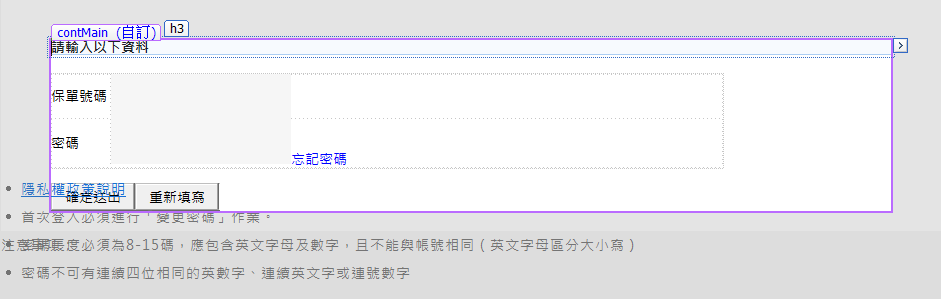 contMain (自訂)
h3
請輸入以下資料
保單號碼
密碼
忘記密碼
隱私權政策說明
確定送出
重新填寫
首次登入必須進行「變更密碼」作業。
注意事項
密碼長度必須為8-15碼，應包含英文字母及數字，且不能與帳號相同（英文字母區分大小寫）
密碼不可有連續四位相同的英數字、連續英文字或連號數字